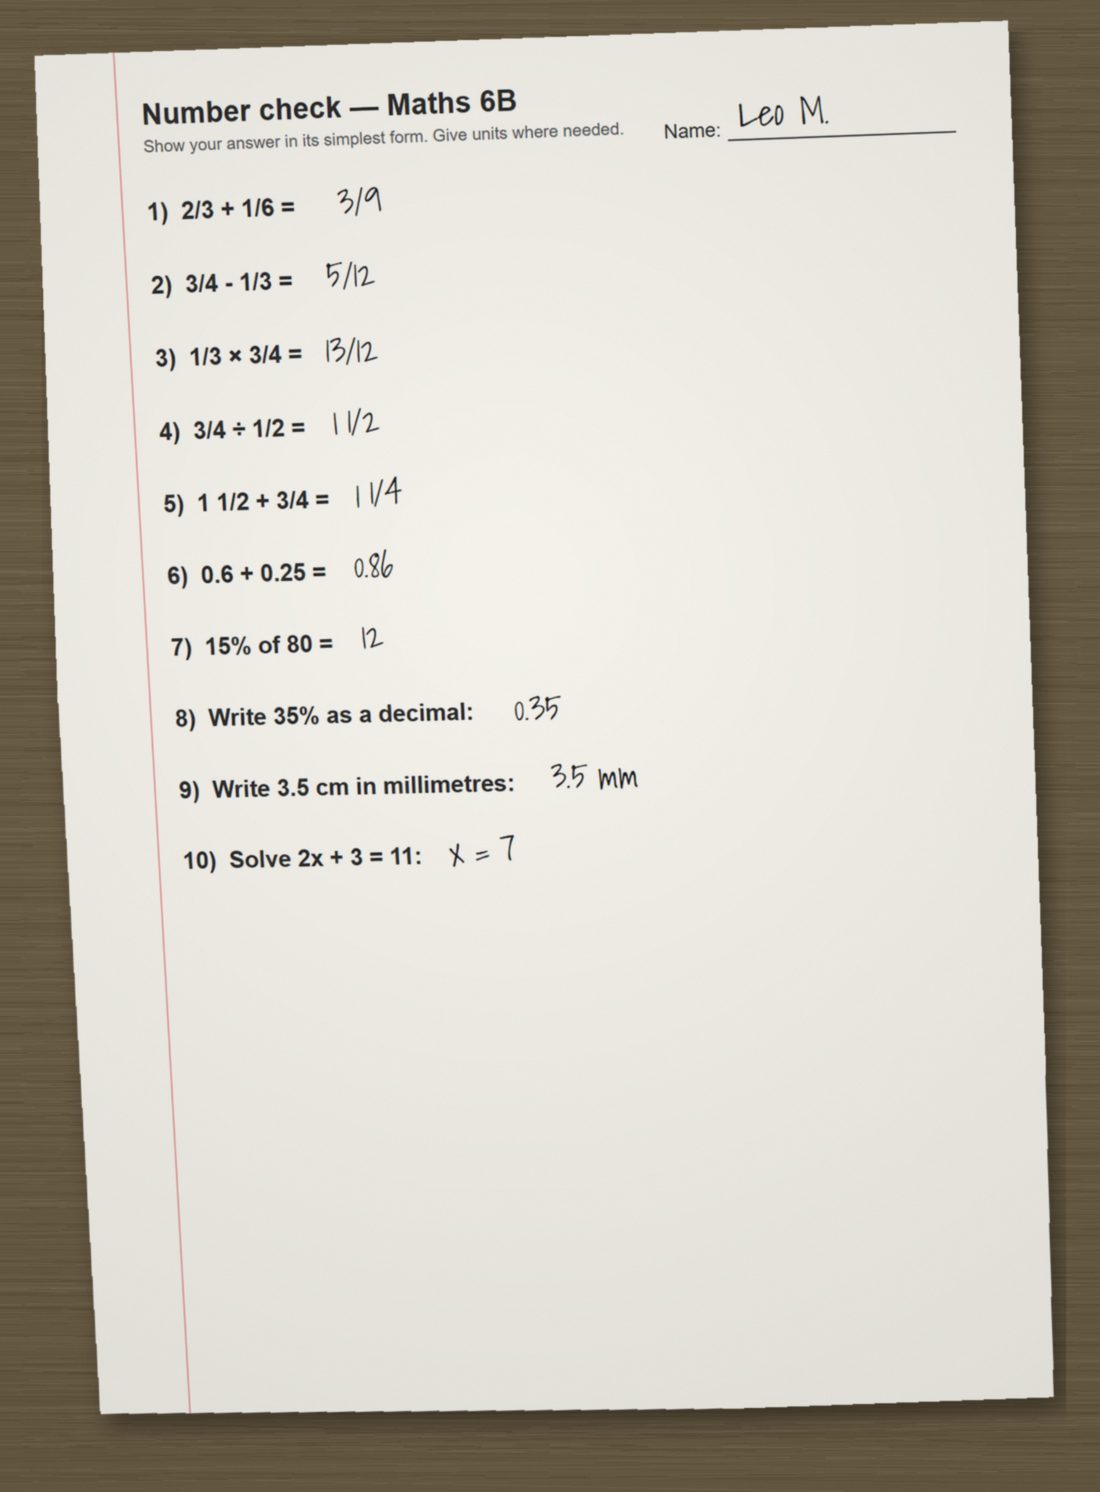 Number check — Maths 6B
Show your answer in its simplest form. Give units where needed.
Name: Leo M.
1) 2/3 + 1/6 = 3/9
2) 3/4 - 1/3 = 5/12
3) 1/3 × 3/4 = 13/12
4) 3/4 ÷ 1/2 = 1 1/2
5) 1 1/2 + 3/4 = 1 1/4
6) 0.6 + 0.25 = 0.86
7) 15% of 80 = 12
8) Write 35% as a decimal: 0.35
9) Write 3.5 cm in millimetres: 3.5 mm
10) Solve 2x + 3 = 11: x = 7